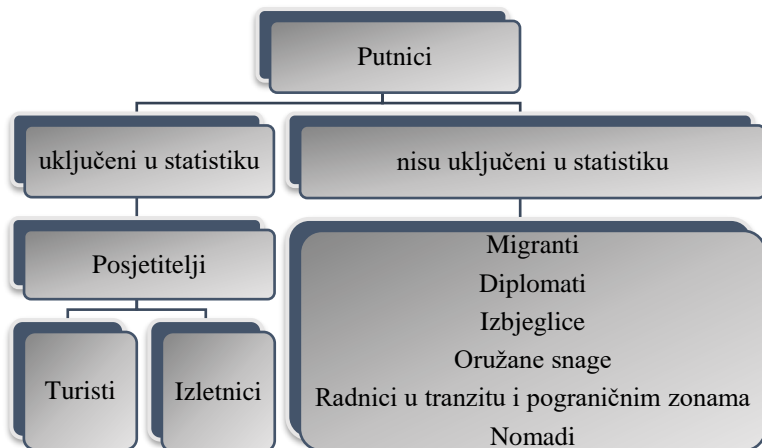 Putnici
uključeni u statistiku
nisu uključeni u statistiku
Posjetitelji
Turisti
Izletnici
Migranti
Diplomati
Izbjeglice
Oružane snage
Radnici u tranzitu i pograničnim zonama
Nomadi